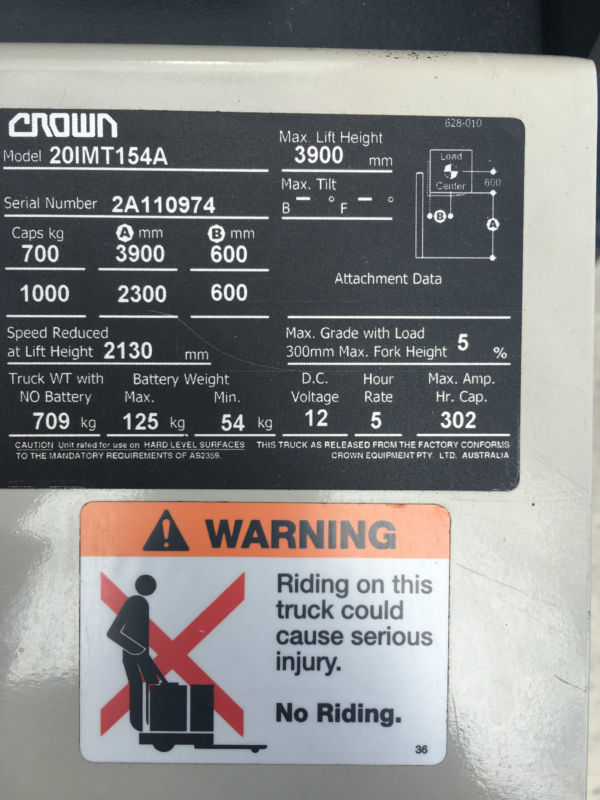 CROWN
628-010
Model 20IMT154A
Max. Lift Height
3900 mm
Load
Center
600
B
A
Serial Number 2A110974
Max. Tilt
B – ° F – °
Caps kg A mm B mm
700 3900 600
1000 2300 600
Attachment Data
Speed Reduced
at Lift Height 2130 mm
Max. Grade with Load
300mm Max. Fork Height 5 %
Truck WT with Battery Weight D.C. Hour Max. Amp.
NO Battery Max. Min. Voltage Rate Hr. Cap.
709 kg 125 kg 54 kg 12 5 302
CAUTION Unit rated for use on HARD LEVEL SURFACES THIS TRUCK AS RELEASED FROM THE FACTORY CONFORMS
TO THE MANDATORY REQUIREMENTS OF AS2359. CROWN EQUIPMENT PTY. LTD. AUSTRALIA
WARNING
Riding on this
truck could
cause serious
injury.
No Riding.
36